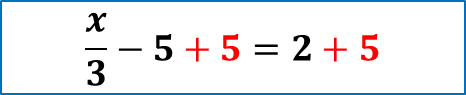 x/3 − 5 + 5 = 2 + 5